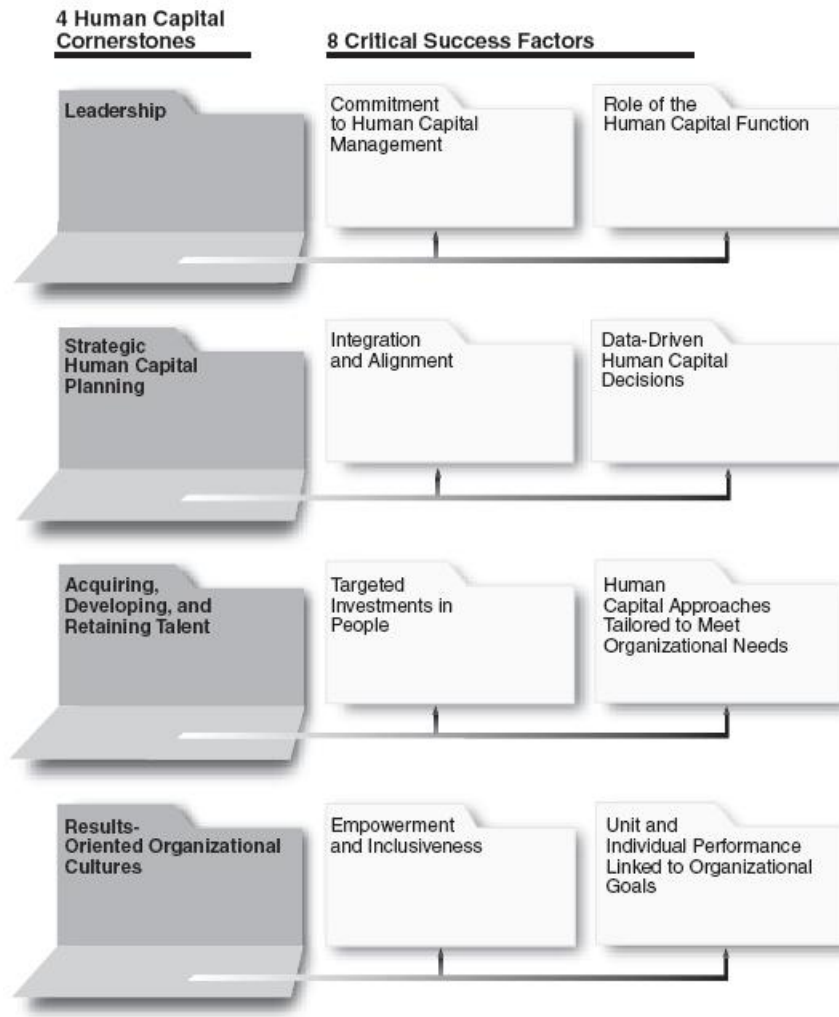 4 Human Capital
Cornerstones
8 Critical Success Factors
Leadership
Commitment
to Human Capital
Management
Role of the
Human Capital Function
Strategic
Human Capital
Planning
Integration
and Alignment
Data-Driven
Human Capital
Decisions
Acquiring,
Developing, and
Retaining Talent
Targeted
Investments in
People
Human
Capital Approaches
Tailored to Meet
Organizational Needs
Results-
Oriented Organizational
Cultures
Empowerment
and Inclusiveness
Unit and
Individual Performance
Linked to Organizational
Goals